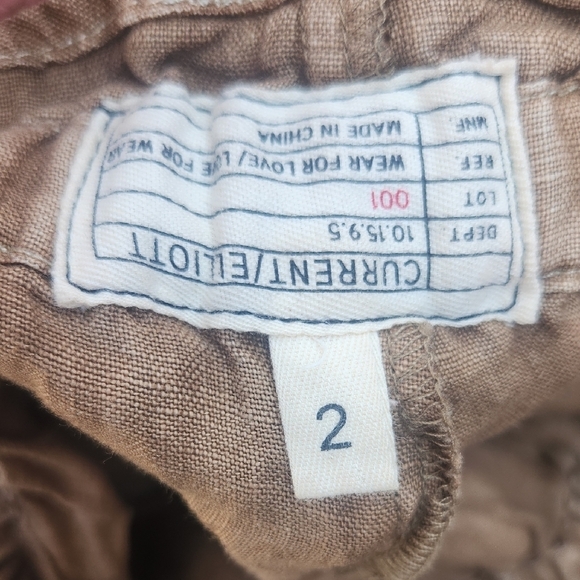 CURRENT/ELLIOTT
DEPT 10.15.9.5
LOT 001
REF. WEAR FOR LOVE/ LOVE FOR WEAR
MNF. MADE IN CHINA
2